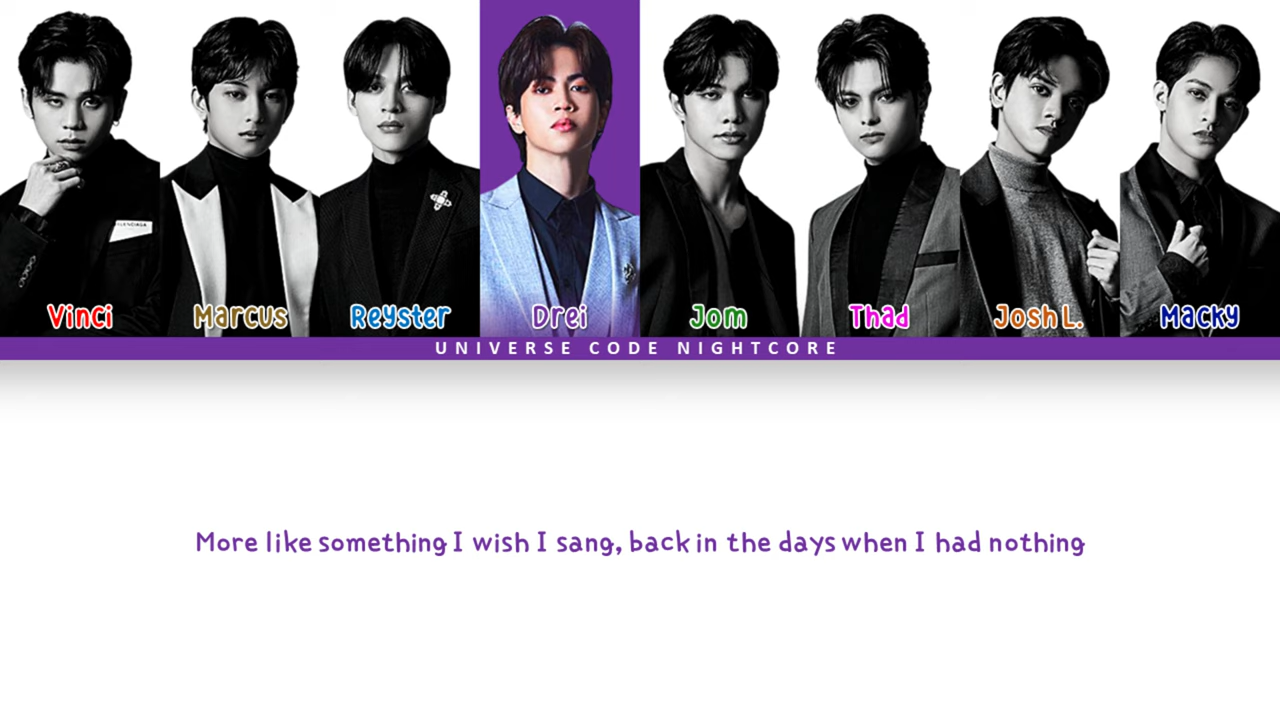 BALENCIAGA
Vinci Marcus Reyster Drei Jom Thad Josh L. Macky
UNIVERSE CODE NIGHTCORE
More like something I wish I sang, back in the days when I had nothing